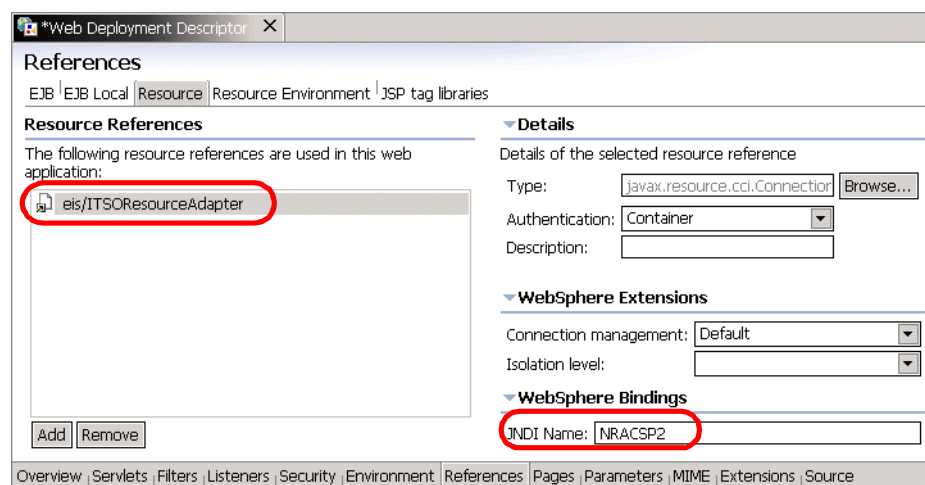 *Web Deployment Descriptor
References
EJB EJB Local Resource Resource Environment JSP tag libraries
Resource References
The following resource references are used in this web
application:
eis/ITSOResourceAdapter
Add Remove
Details
Details of the selected resource reference
Type: javax.resource.cci.Connection Browse...
Authentication: Container
Description:
WebSphere Extensions
Connection management: Default
Isolation level:
WebSphere Bindings
JNDI Name: NRACSP2
Overview Servlets Filters Listeners Security Environment References Pages Parameters MIME Extensions Source